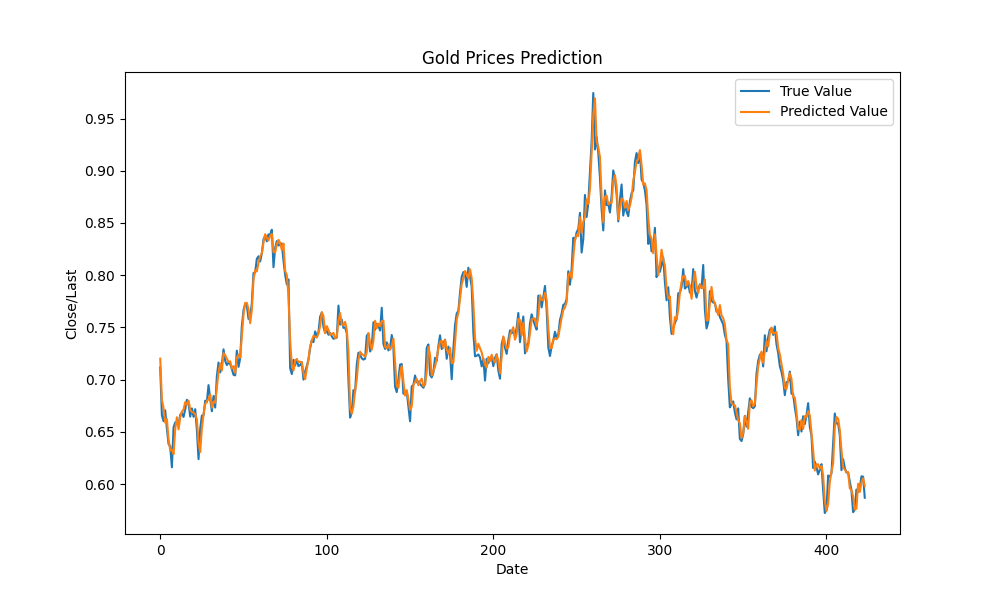 Gold Prices Prediction
True Value
Predicted Value
Close/Last
0.95
0.90
0.85
0.80
0.75
0.70
0.65
0.60
0
100
200
300
400
Date